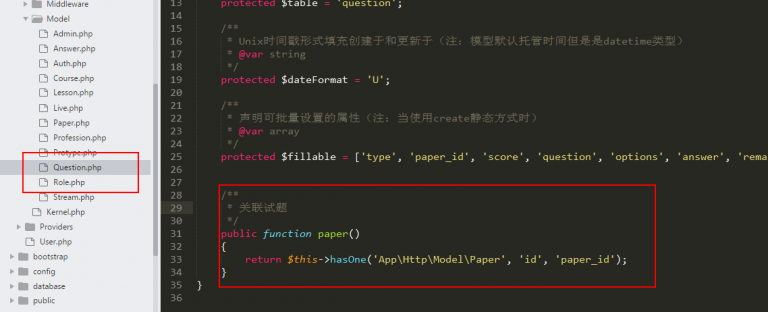 Middleware
Model
Admin.php
Answer.php
Auth.php
Course.php
Lesson.php
Live.php
Paper.php
Profession.php
Protype.php
Question.php
Role.php
Stream.php
Kernel.php
Providers
User.php
bootstrap
config
database
public
13 protected $table = 'question';
14
15 /**
16 * Unix时间戳形式填充创建于和更新于（注：模型默认托管时间但是是datetime类型）
17 * @var string
18 */
19 protected $dateFormat = 'U';
20
21 /**
22 * 声明可批量设置的属性（注：当使用create静态方式时）
23 * @var array
24 */
25 protected $fillable = ['type', 'paper_id', 'score', 'question', 'options', 'answer', 'rema
27
28 /**
29 * 关联试题
30 */
31 public function paper()
32 {
33 return $this->hasOne('App\Http\Model\Paper', 'id', 'paper_id');
34 }
35 }
36